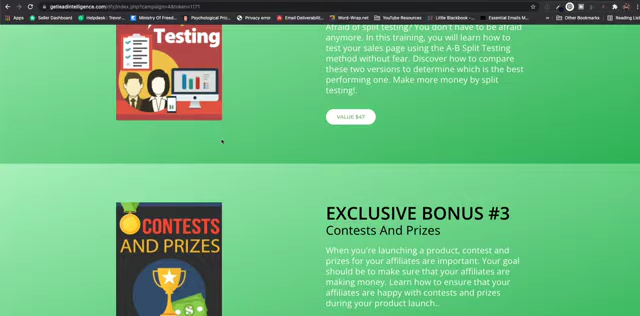 getleadintelligence.com
Apps
Seller Dashboard
Helpdesk : Trevor ...
Ministry Of Friend...
Psychological Pric...
Privacy error
Email Deliverabilit...
Word-Wrap.net
YouTube Resources
Little Blackbook -...
Essential Emails M...
Other Bookmarks
Reading List
Testing
Afraid of split testing? You don't have to be afraid
anymore. In this training, you will learn how to
test your sales page using the A-B Split Testing
method without fear. Discover how to compare
these two versions to determine which is the best
performing one. Make more money by split
testing!.
VALUE $47
CONTESTS
AND PRIZES
EXCLUSIVE BONUS #3
Contests And Prizes
When you're launching a product, contest and
prizes for your affiliates are important. Your goal
should be to make sure that your affiliates are
making money. Learn how to ensure that your
affiliates are happy with contests and prizes
during your product launch..